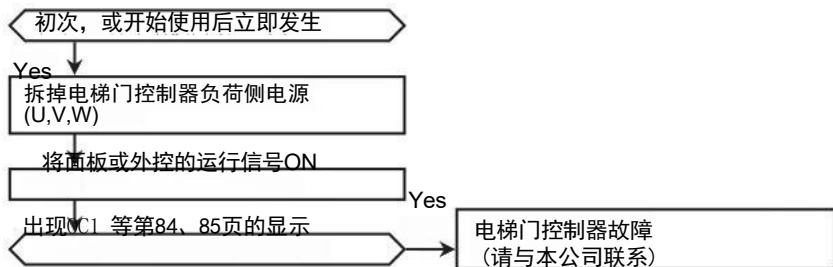 初次，或开始使用后立即发生
Yes
拆掉电梯门控制器负荷侧电源
(U,V,W)
将面板或外控的运行信号ON
出现OC1 等第84、85页的显示
Yes
电梯门控制器故障
(请与本公司联系)